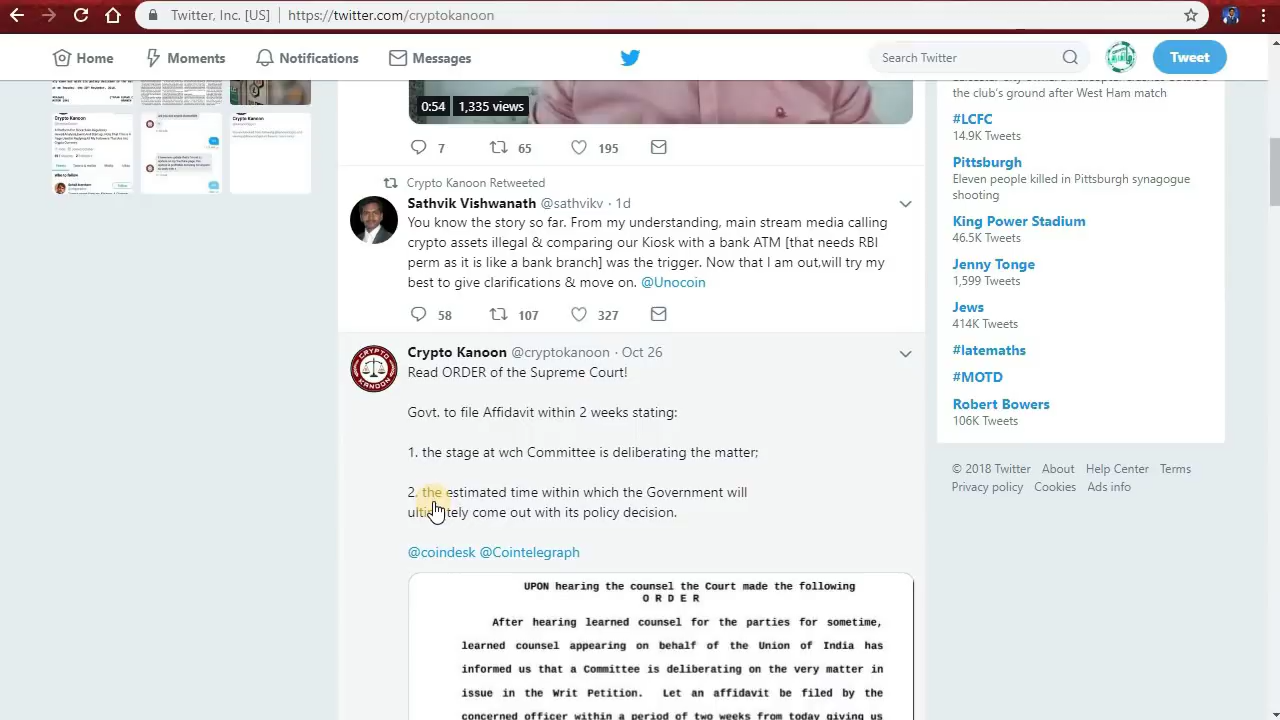 Twitter, Inc. [US] | https://twitter.com/cryptokanoon
Home Moments Notifications Messages Search Twitter Tweet
Crypto Kanoon
Crypto Kanoon
0:54 1,335 views
7 65 195
Crypto Kanoon Retweeted
Sathvik Vishwanath @sathvikv · 1d
You know the story so far. From my understanding, main stream media calling
crypto assets illegal & comparing our Kiosk with a bank ATM [that needs RBI
perm as it is like a bank branch] was the trigger. Now that I am out,will try my
best to give clarifications & move on. @Unocoin
58 107 327
CRYPTO KANOON
Crypto Kanoon @cryptokanoon · Oct 26
Read ORDER of the Supreme Court!
Govt. to file Affidavit within 2 weeks stating:
1. the stage at wch Committee is deliberating the matter;
2. the estimated time within which the Government will
ultimately come out with its policy decision.
@coindesk @Cointelegraph
UPON hearing the counsel the Court made the following
O R D E R
After hearing learned counsel for the parties for sometime,
learned counsel appearing on behalf of the Union of India has
informed us that a Committee is deliberating on the very matter in
issue in the Writ Petition. Let an affidavit be filed by the
concerned officer within a period of two weeks from today giving us
the club's ground after West Ham match
#LCFC
14.9K Tweets
Pittsburgh
Eleven people killed in Pittsburgh synagogue
shooting
King Power Stadium
46.5K Tweets
Jenny Tonge
1,599 Tweets
Jews
414K Tweets
#latemaths
#MOTD
Robert Bowers
106K Tweets
© 2018 Twitter About Help Center Terms
Privacy policy Cookies Ads info